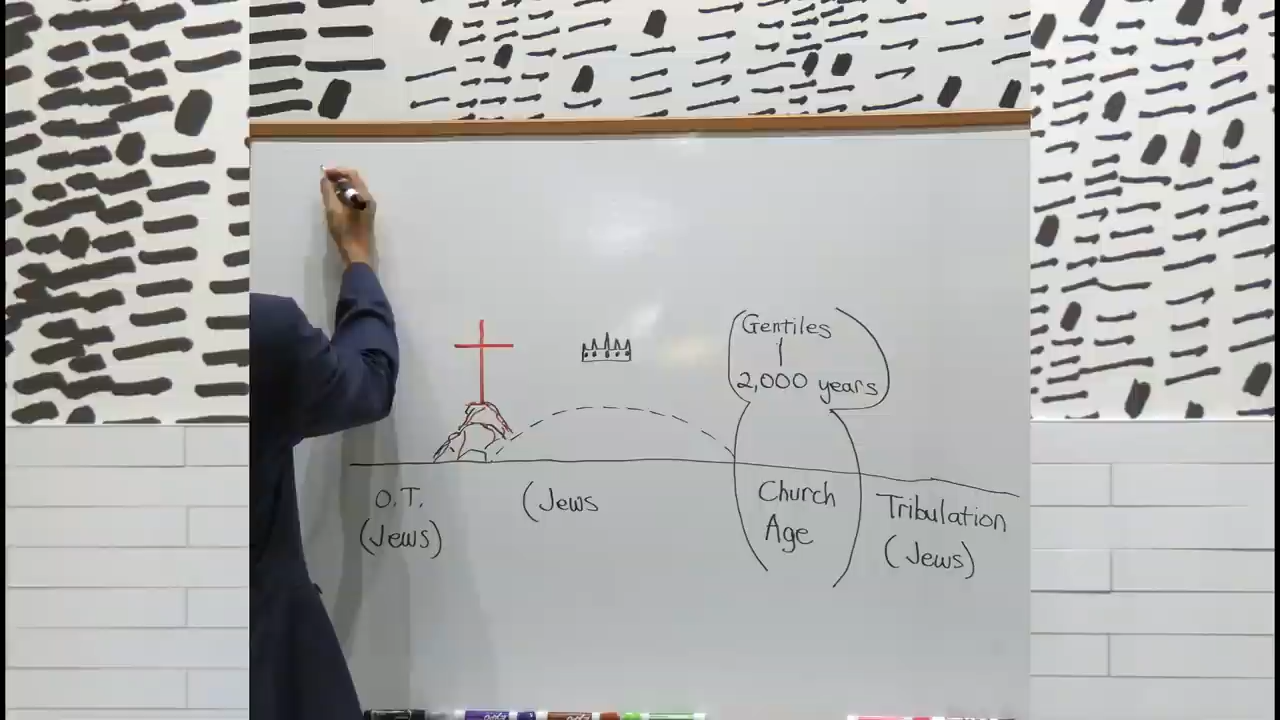 Gentiles
2,000 years
O.T.
(Jews)
(Jews
Church
Age
Tribulation
(Jews)